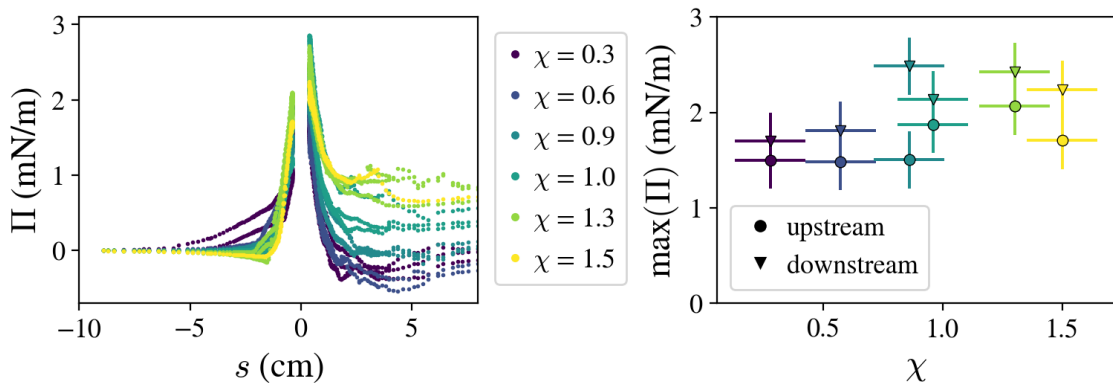 3
2
1
0
Π (mN/m)
−10
−5
0
5
s (cm)
χ = 0.3
χ = 0.6
χ = 0.9
χ = 1.0
χ = 1.3
χ = 1.5
3
2
1
0
max(Π) (mN/m)
upstream
downstream
0.5
1.0
1.5
χ